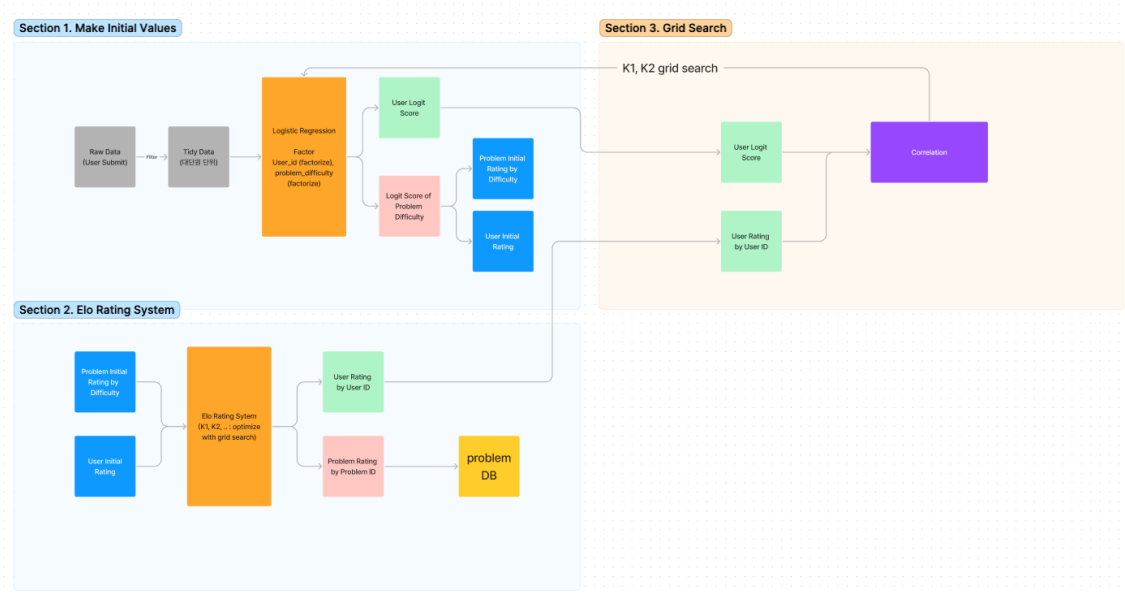 Section 1. Make Initial Values
Raw Data
(User Submit)
Filter
Tidy Data
(대단원 단위)
Logistic Regression
Factor
User_id (factorize),
problem_difficulty
(factorize)
User Logit
Score
Logit Score of
Problem
Difficulty
Problem Initial
Rating by
Difficulty
User Initial
Rating
Section 2. Elo Rating System
Problem Initial
Rating by
Difficulty
User Initial
Rating
Elo Rating Sytem
(K1, K2, .. : optimize
with grid search)
User Rating
by User ID
Problem Rating
by Problem ID
problem
DB
Section 3. Grid Search
K1, K2 grid search
User Logit
Score
User Rating
by User ID
Correlation